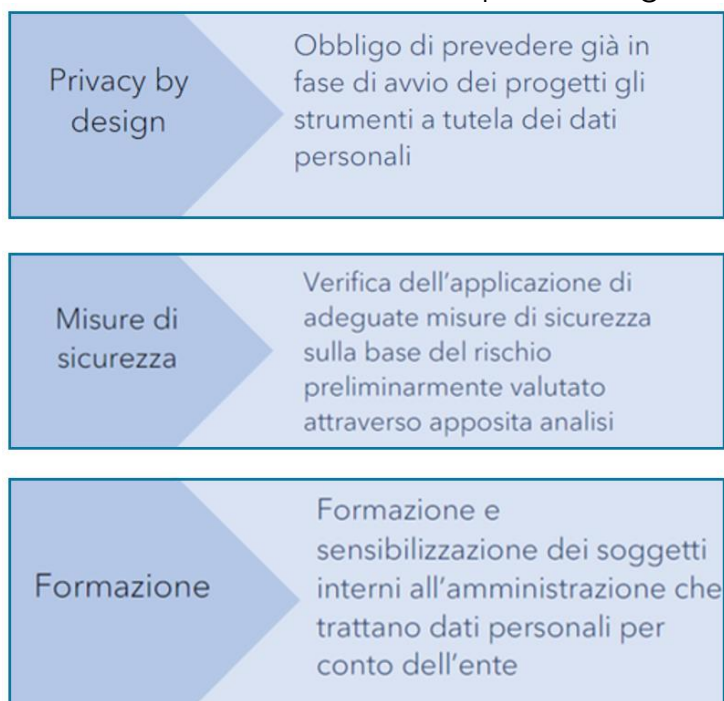 Privacy by
design
Obbligo di prevedere già in
fase di avvio dei progetti gli
strumenti a tutela dei dati
personali
Misure di
sicurezza
Verifica dell'applicazione di
adeguate misure di sicurezza
sulla base del rischio
preliminarmente valutato
attraverso apposita analisi
Formazione
Formazione e
sensibilizzazione dei soggetti
interni all'amministrazione che
trattano dati personali per
conto dell'ente